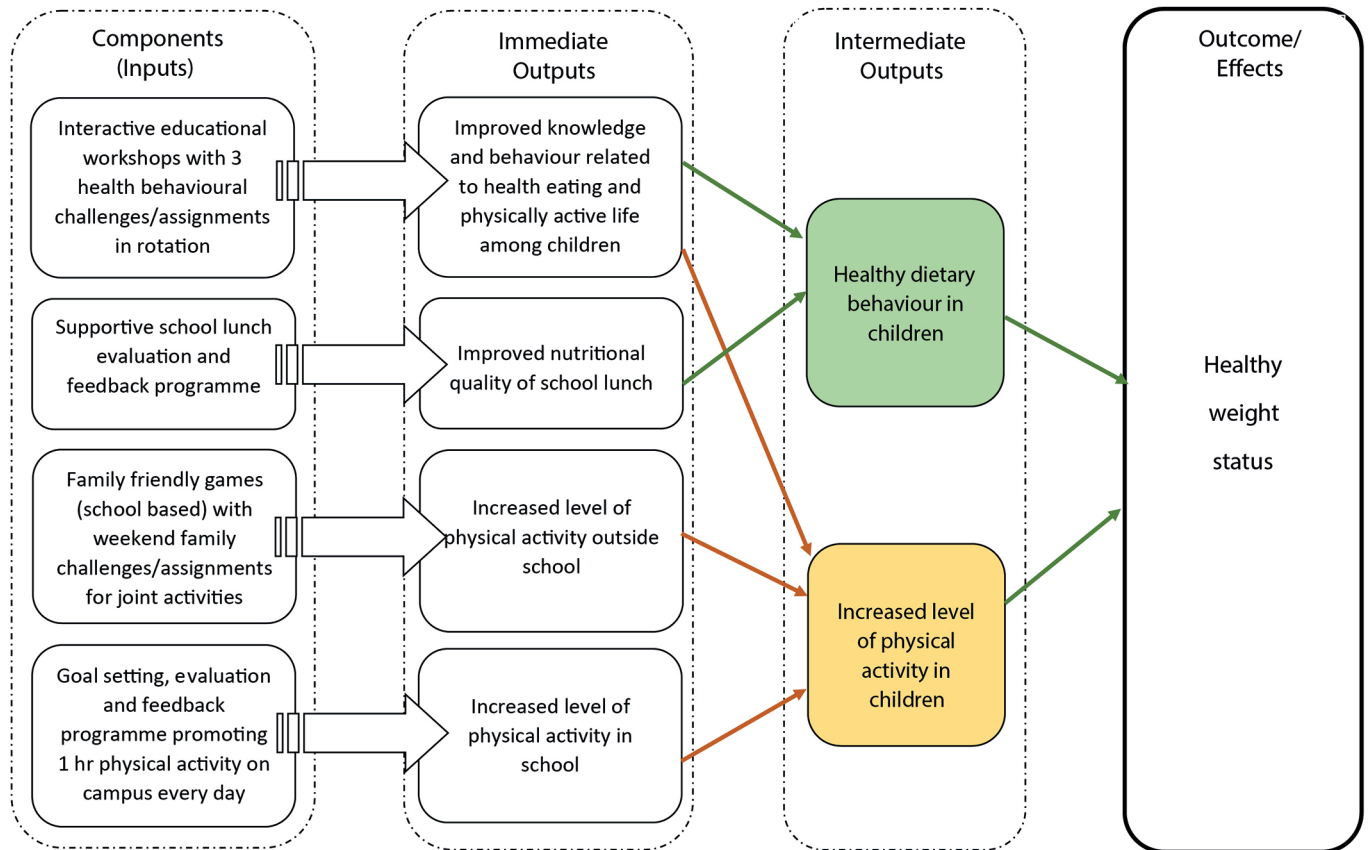 Components
(Inputs)
Interactive educational
workshops with 3
health behavioural
challenges/assignments
in rotation
Supportive school lunch
evaluation and
feedback programme
Family friendly games
(school based) with
weekend family
challenges/assignments
for joint activities
Goal setting, evaluation
and feedback
programme promoting
1 hr physical activity on
campus every day
Immediate
Outputs
Improved knowledge
and behaviour related
to health eating and
physically active life
among children
Improved nutritional
quality of school lunch
Increased level of
physical activity outside
school
Increased level of
physical activity in
school
Intermediate
Outputs
Healthy dietary
behaviour in
children
Increased level
of physical
activity in
children
Outcome/
Effects
Healthy
weight
status